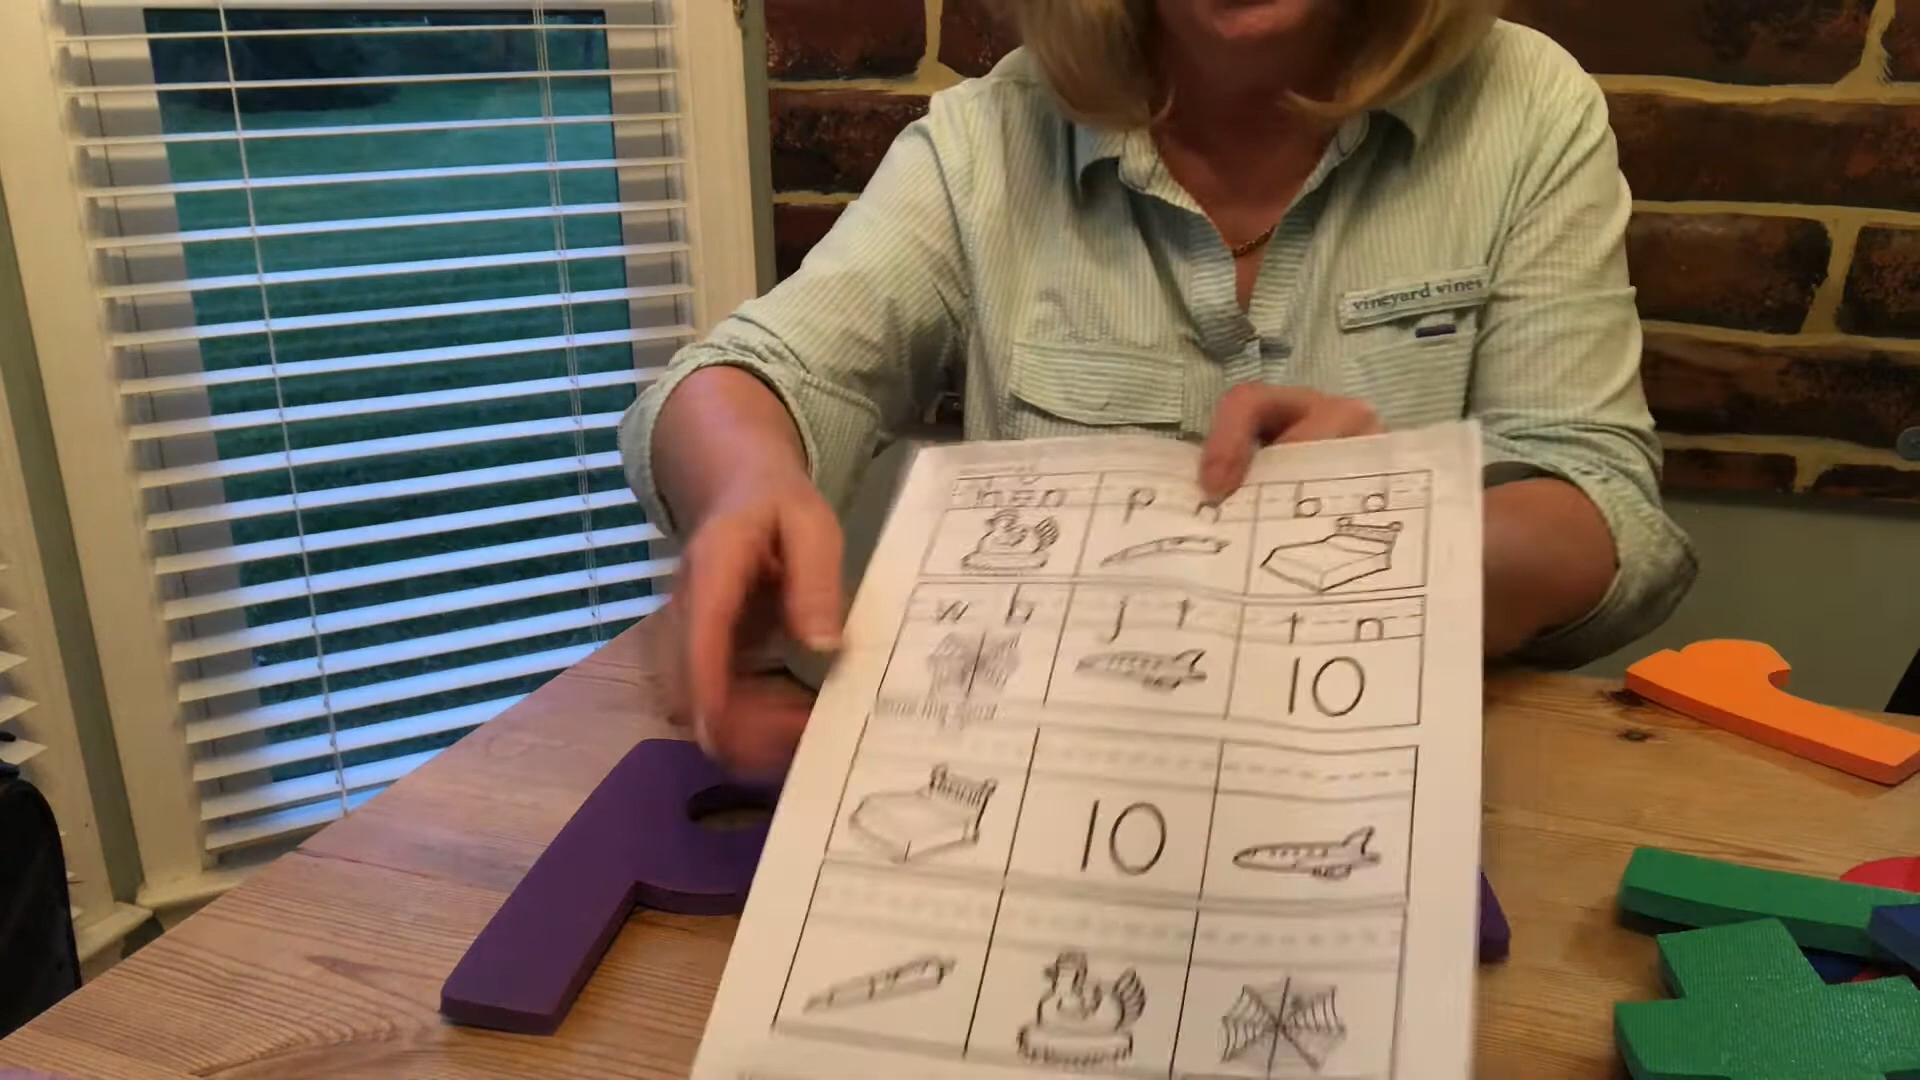 vineyard vines
hen p n b d
w b j t t n
10
10